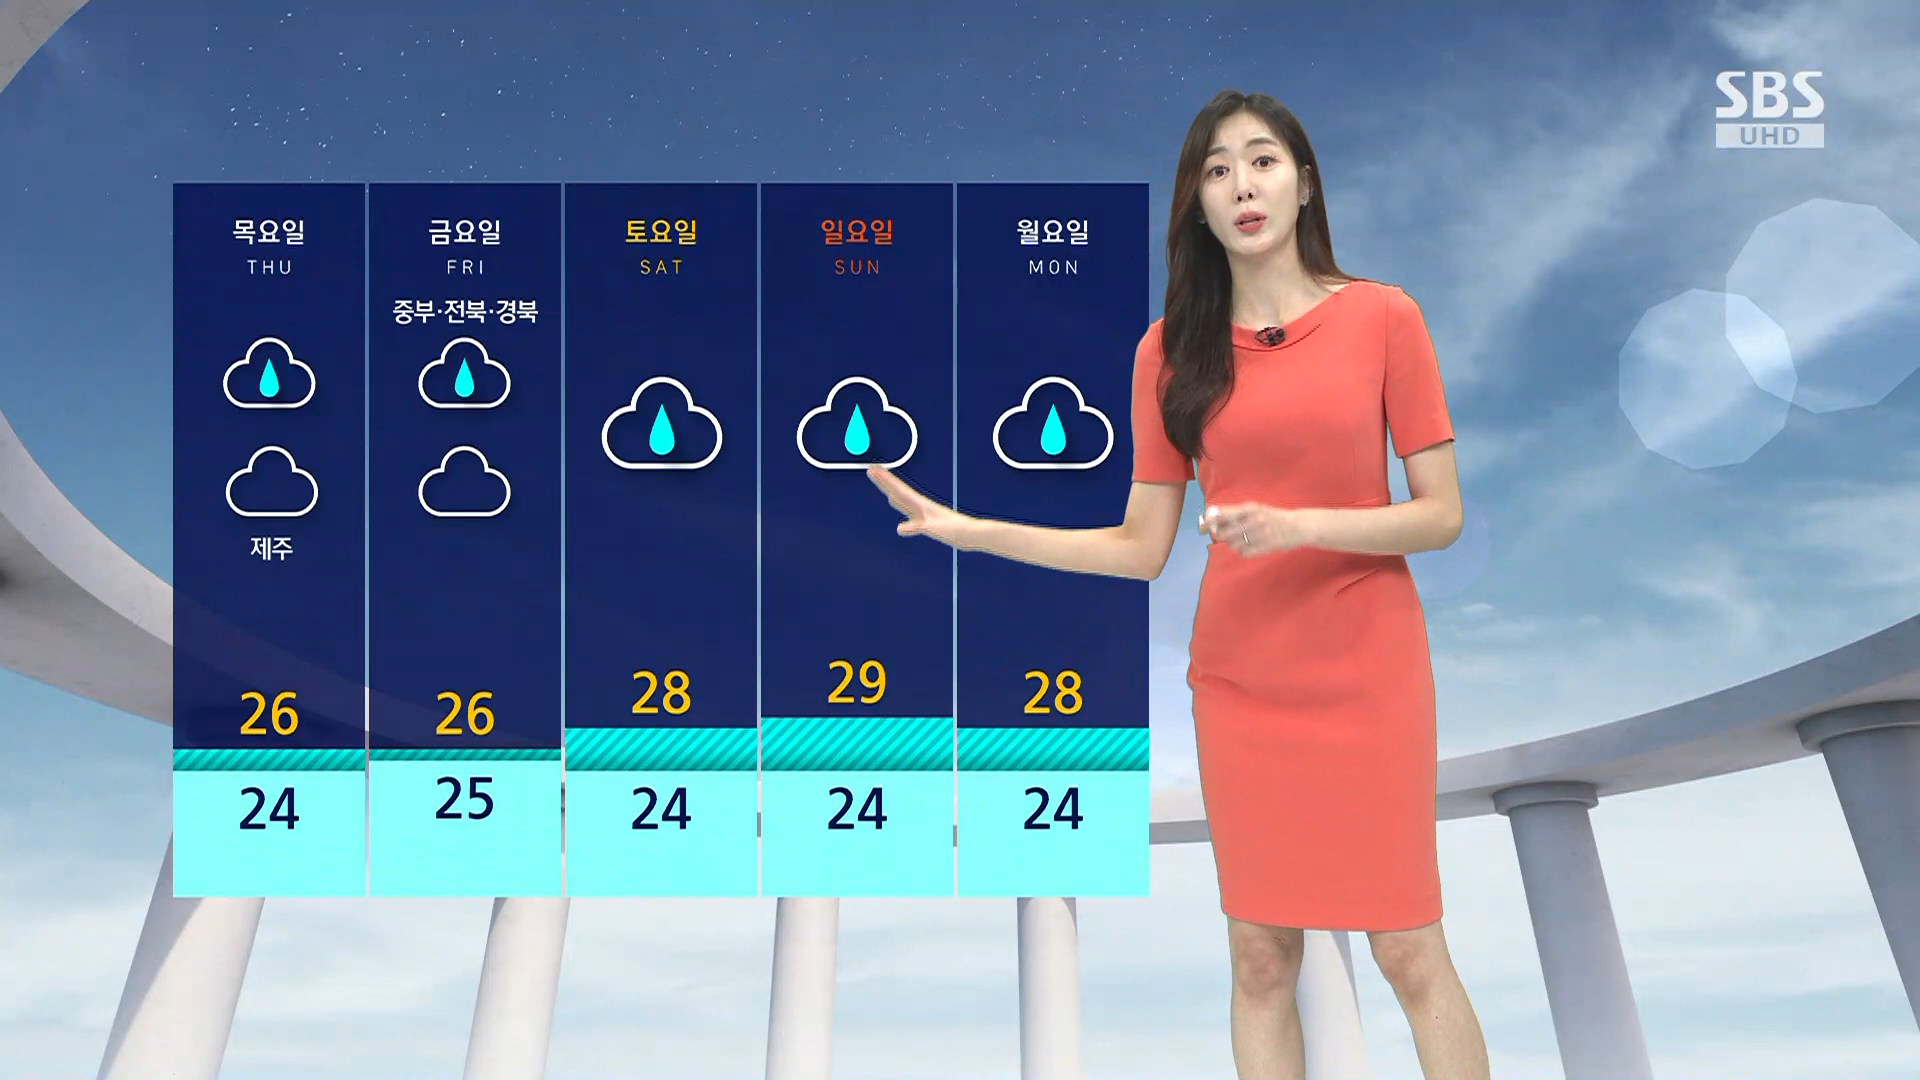 SBS
UHD
목요일
THU
제주
26
24
금요일
FRI
중부·전북·경북
26
25
토요일
SAT
28
24
일요일
SUN
29
24
월요일
MON
28
24